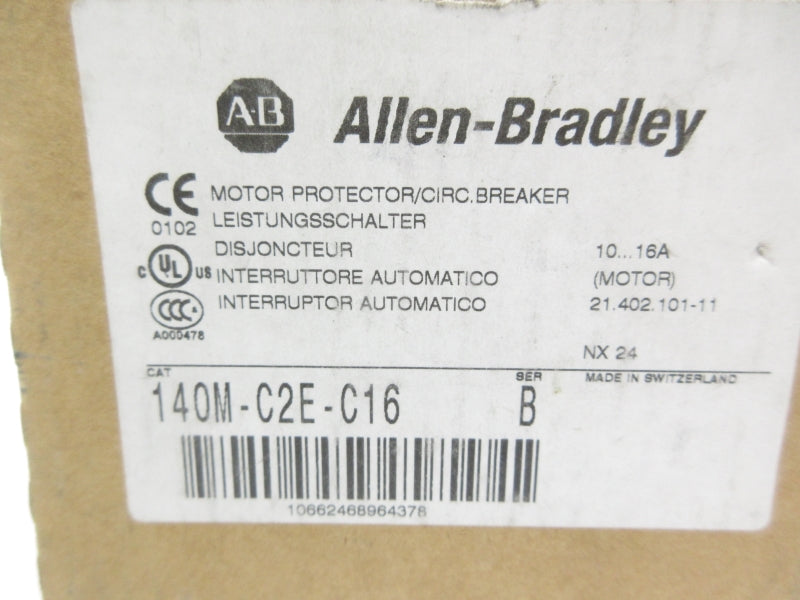 A-B Allen-Bradley
CE MOTOR PROTECTOR/CIRC.BREAKER
0102 LEISTUNGSSCHALTER
DISJONCTEUR 10...16A
C UL US INTERRUTTORE AUTOMATICO (MOTOR)
CCC INTERRUPTOR AUTOMATICO 21.402.101-11
A000478
NX 24
CAT SER MADE IN SWITZERLAND
140M-C2E-C16 B
10662468964378